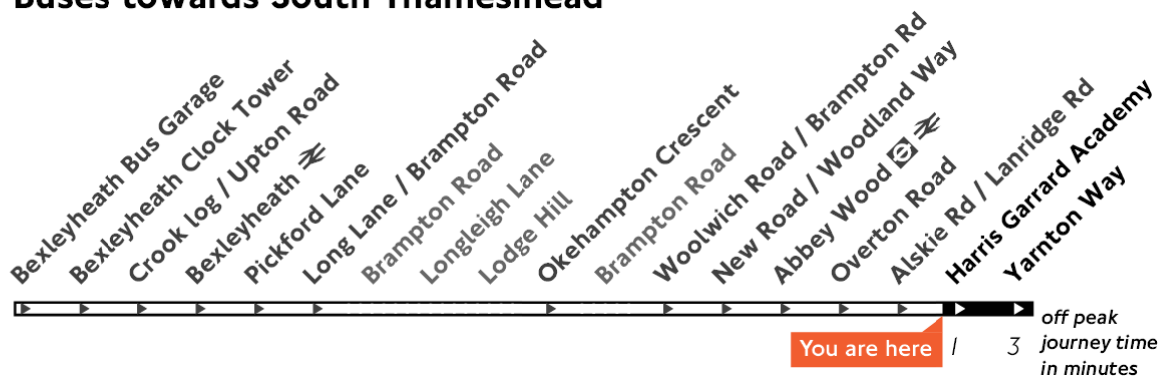 Buses towards South Thamesmead
Bexleyheath Bus Garage
Bexleyheath Clock Tower
Crook log / Upton Road
Bexleyheath
Pickford Lane
Long Lane / Brampton Road
Brampton Road
Longleigh Lane
Lodge Hill
Okehampton Crescent
Brampton Road
Woolwich Road / Brampton Rd
New Road / Woodland Way
Abbey Wood
Overton Road
Alskie Rd / Lanridge Rd
Harris Garrard Academy
Yarnton Way
You are here
1
3
off peak
journey time
in minutes